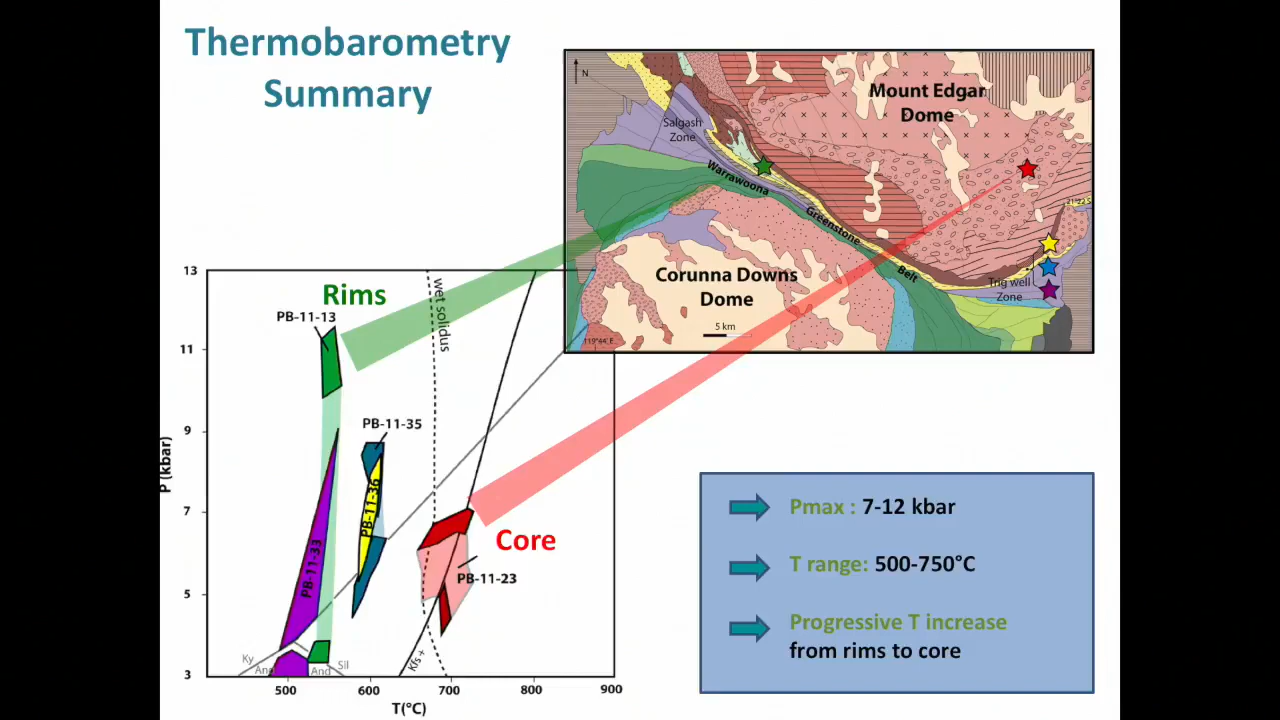 Thermobarometry
Summary
N
Mount Edgar
Dome
Salgash
Zone
Warrawoona
Greenstone
Belt
Corunna Downs
Dome
Trig well
Zone
5 km
119°44' E
13
11
9
7
5
3
P (kbar)
Rims
PB-11-13
wet solidus
PB-11-35
PB-11-36
PB-11-33
Core
PB-11-23
Ky
And
And
Sil
Kfs +
500
600
700
800
900
T(°C)
Pmax : 7-12 kbar
T range: 500-750°C
Progressive T increase
from rims to core